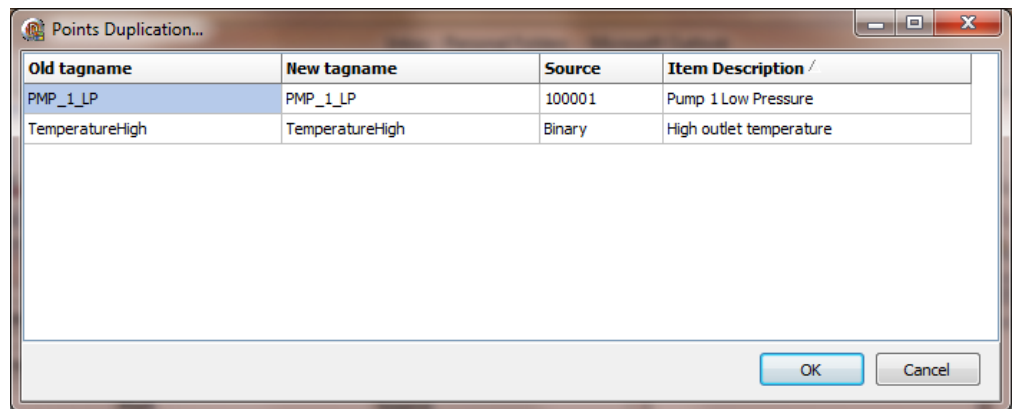 Points Duplication...
Old tagname New tagname Source Item Description
PMP_1_LP PMP_1_LP 100001 Pump 1 Low Pressure
TemperatureHigh TemperatureHigh Binary High outlet temperature
OK Cancel